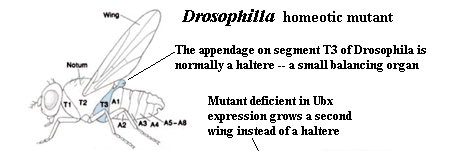 Drosophilla homeotic mutant
The appendage on segment T3 of Drosophila is
normally a haltere -- a small balancing organ
Mutant deficient in Ubx
expression grows a second
wing instead of a haltere
Wing
Notum
T1 T2 T3 A1
A2 A3 A4 A5-A8